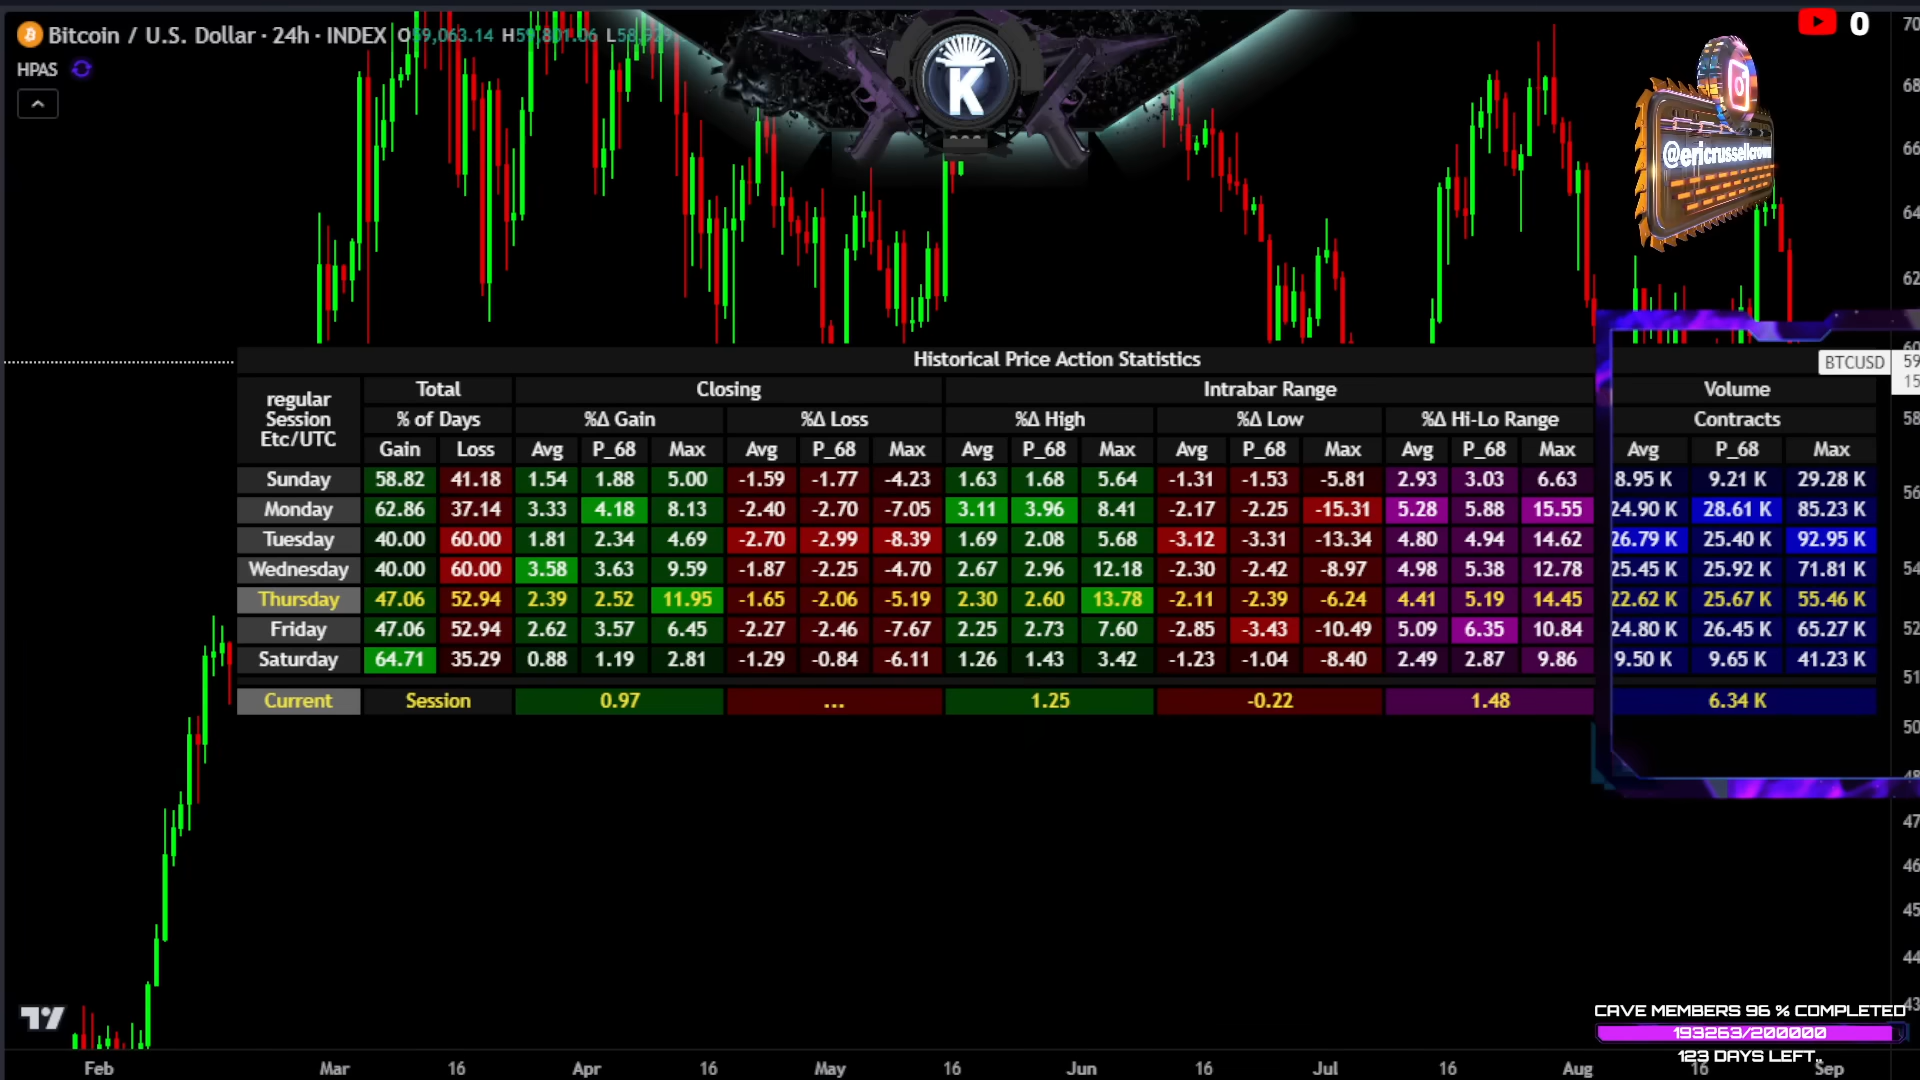 Bitcoin / U.S. Dollar · 24h · INDEX O59,063.14 H59,801.06
0
HPAS
K
@ericrussellcrown
BTCUSD
Historical Price Action Statistics
regular Session Etc/UTC
Total Closing Intrabar Range Volume
% of Days %Δ Gain %Δ Loss %Δ High %Δ Low %Δ Hi-Lo Range Contracts
Gain Loss Avg P_68 Max Avg P_68 Max Avg P_68 Max Avg P_68 Max Avg P_68 Max Avg P_68 Max
Sunday 58.82 41.18 1.54 1.88 5.00 -1.59 -1.77 -4.23 1.63 1.68 5.64 -1.31 -1.53 -5.81 2.93 3.03 6.63 8.95 K 9.21 K 29.28 K
Monday 62.86 37.14 3.33 4.18 8.13 -2.40 -2.70 -7.05 3.11 3.96 8.41 -2.17 -2.25 -15.31 5.28 5.88 15.55 24.90 K 28.61 K 85.23 K
Tuesday 40.00 60.00 1.81 2.34 4.69 -2.70 -2.99 -8.39 1.69 2.08 5.68 -3.12 -3.31 -13.34 4.80 4.94 14.62 26.79 K 25.40 K 92.95 K
Wednesday 40.00 60.00 3.58 3.63 9.59 -1.87 -2.25 -4.70 2.67 2.96 12.18 -2.30 -2.42 -8.97 4.98 5.38 12.78 25.45 K 25.92 K 71.81 K
Thursday 47.06 52.94 2.39 2.52 11.95 -1.65 -2.06 -5.19 2.30 2.60 13.78 -2.11 -2.39 -6.24 4.41 5.19 14.45 22.62 K 25.67 K 55.46 K
Friday 47.06 52.94 2.62 3.57 6.45 -2.27 -2.46 -7.67 2.25 2.73 7.60 -2.85 -3.43 -10.49 5.09 6.35 10.84 24.80 K 26.45 K 65.27 K
Saturday 64.71 35.29 0.88 1.19 2.81 -1.29 -0.84 -6.11 1.26 1.43 3.42 -1.23 -1.04 -8.40 2.49 2.87 9.86 9.50 K 9.65 K 41.23 K
Current Session 0.97 ... 1.25 -0.22 1.48 6.34 K
CAVE MEMBERS 96 % COMPLETED
193263/200000
123 DAYS LEFT..
Feb Mar 16 Apr 16 May 16 Jun 16 Jul 16 Aug 16 Sep